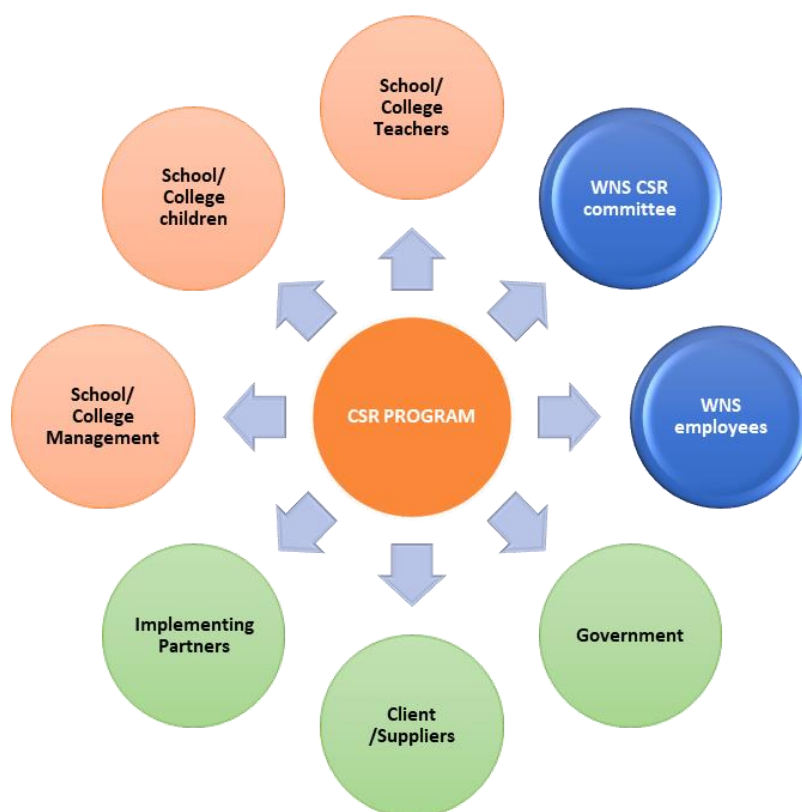 School/
College
Teachers
WNS CSR
committee
WNS
employees
Government
Client
/Suppliers
Implementing
Partners
School/
College
Management
School/
College
children
CSR PROGRAM